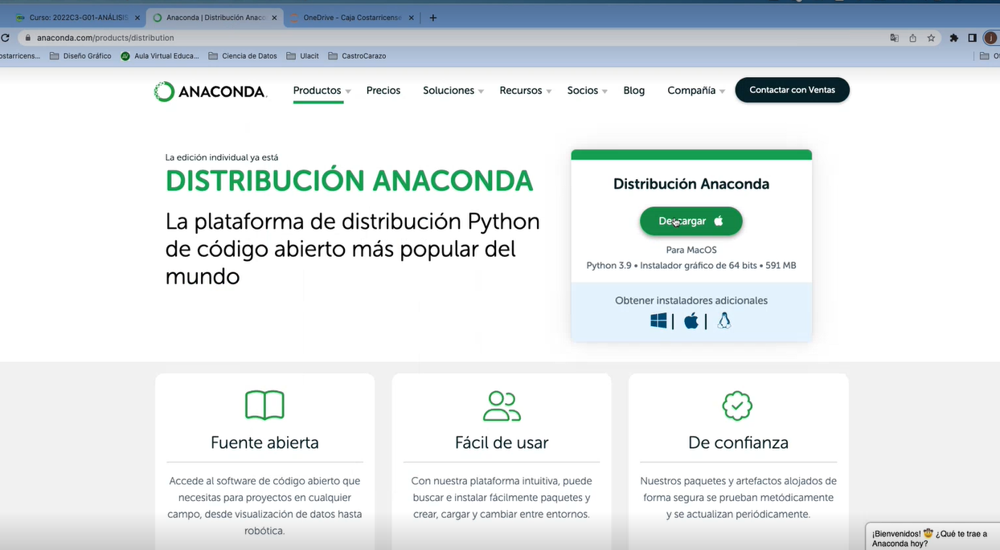 Curso: 2022C3-G01-ANÁLISIS
Anaconda | Distribución Anaco
OneDrive – Caja Costarricense
anaconda.com/products/distribution
ostarricens...
Diseño Gráfico
Aula Virtual Educa...
Ciencia de Datos
Ulacit
CastroCarazo
ANACONDA.
Productos
Precios
Soluciones
Recursos
Socios
Blog
Compañía
Contactar con Ventas
La edición individual ya está
DISTRIBUCIÓN ANACONDA
La plataforma de distribución Python
de código abierto más popular del
mundo
Distribución Anaconda
Descargar
Para MacOS
Python 3.9 • Instalador gráfico de 64 bits • 591 MB
Obtener instaladores adicionales
Fuente abierta
Accede al software de código abierto que
necesitas para proyectos en cualquier
campo, desde visualización de datos hasta
robótica.
Fácil de usar
Con nuestra plataforma intuitiva, puede
buscar e instalar fácilmente paquetes y
crear, cargar y cambiar entre entornos.
De confianza
Nuestros paquetes y artefactos alojados de
forma segura se prueban metódicamente
y se actualizan periódicamente.
¡Bienvenidos! 🤠 ¿Qué te trae a
Anaconda hoy?